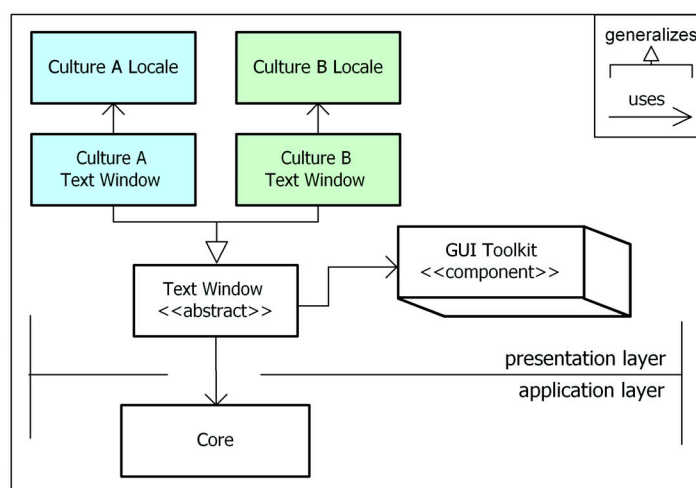 Culture A Locale
Culture B Locale
generalizes
uses
Culture A
Text Window
Culture B
Text Window
GUI Toolkit
<<component>>
Text Window
<<abstract>>
presentation layer
application layer
Core